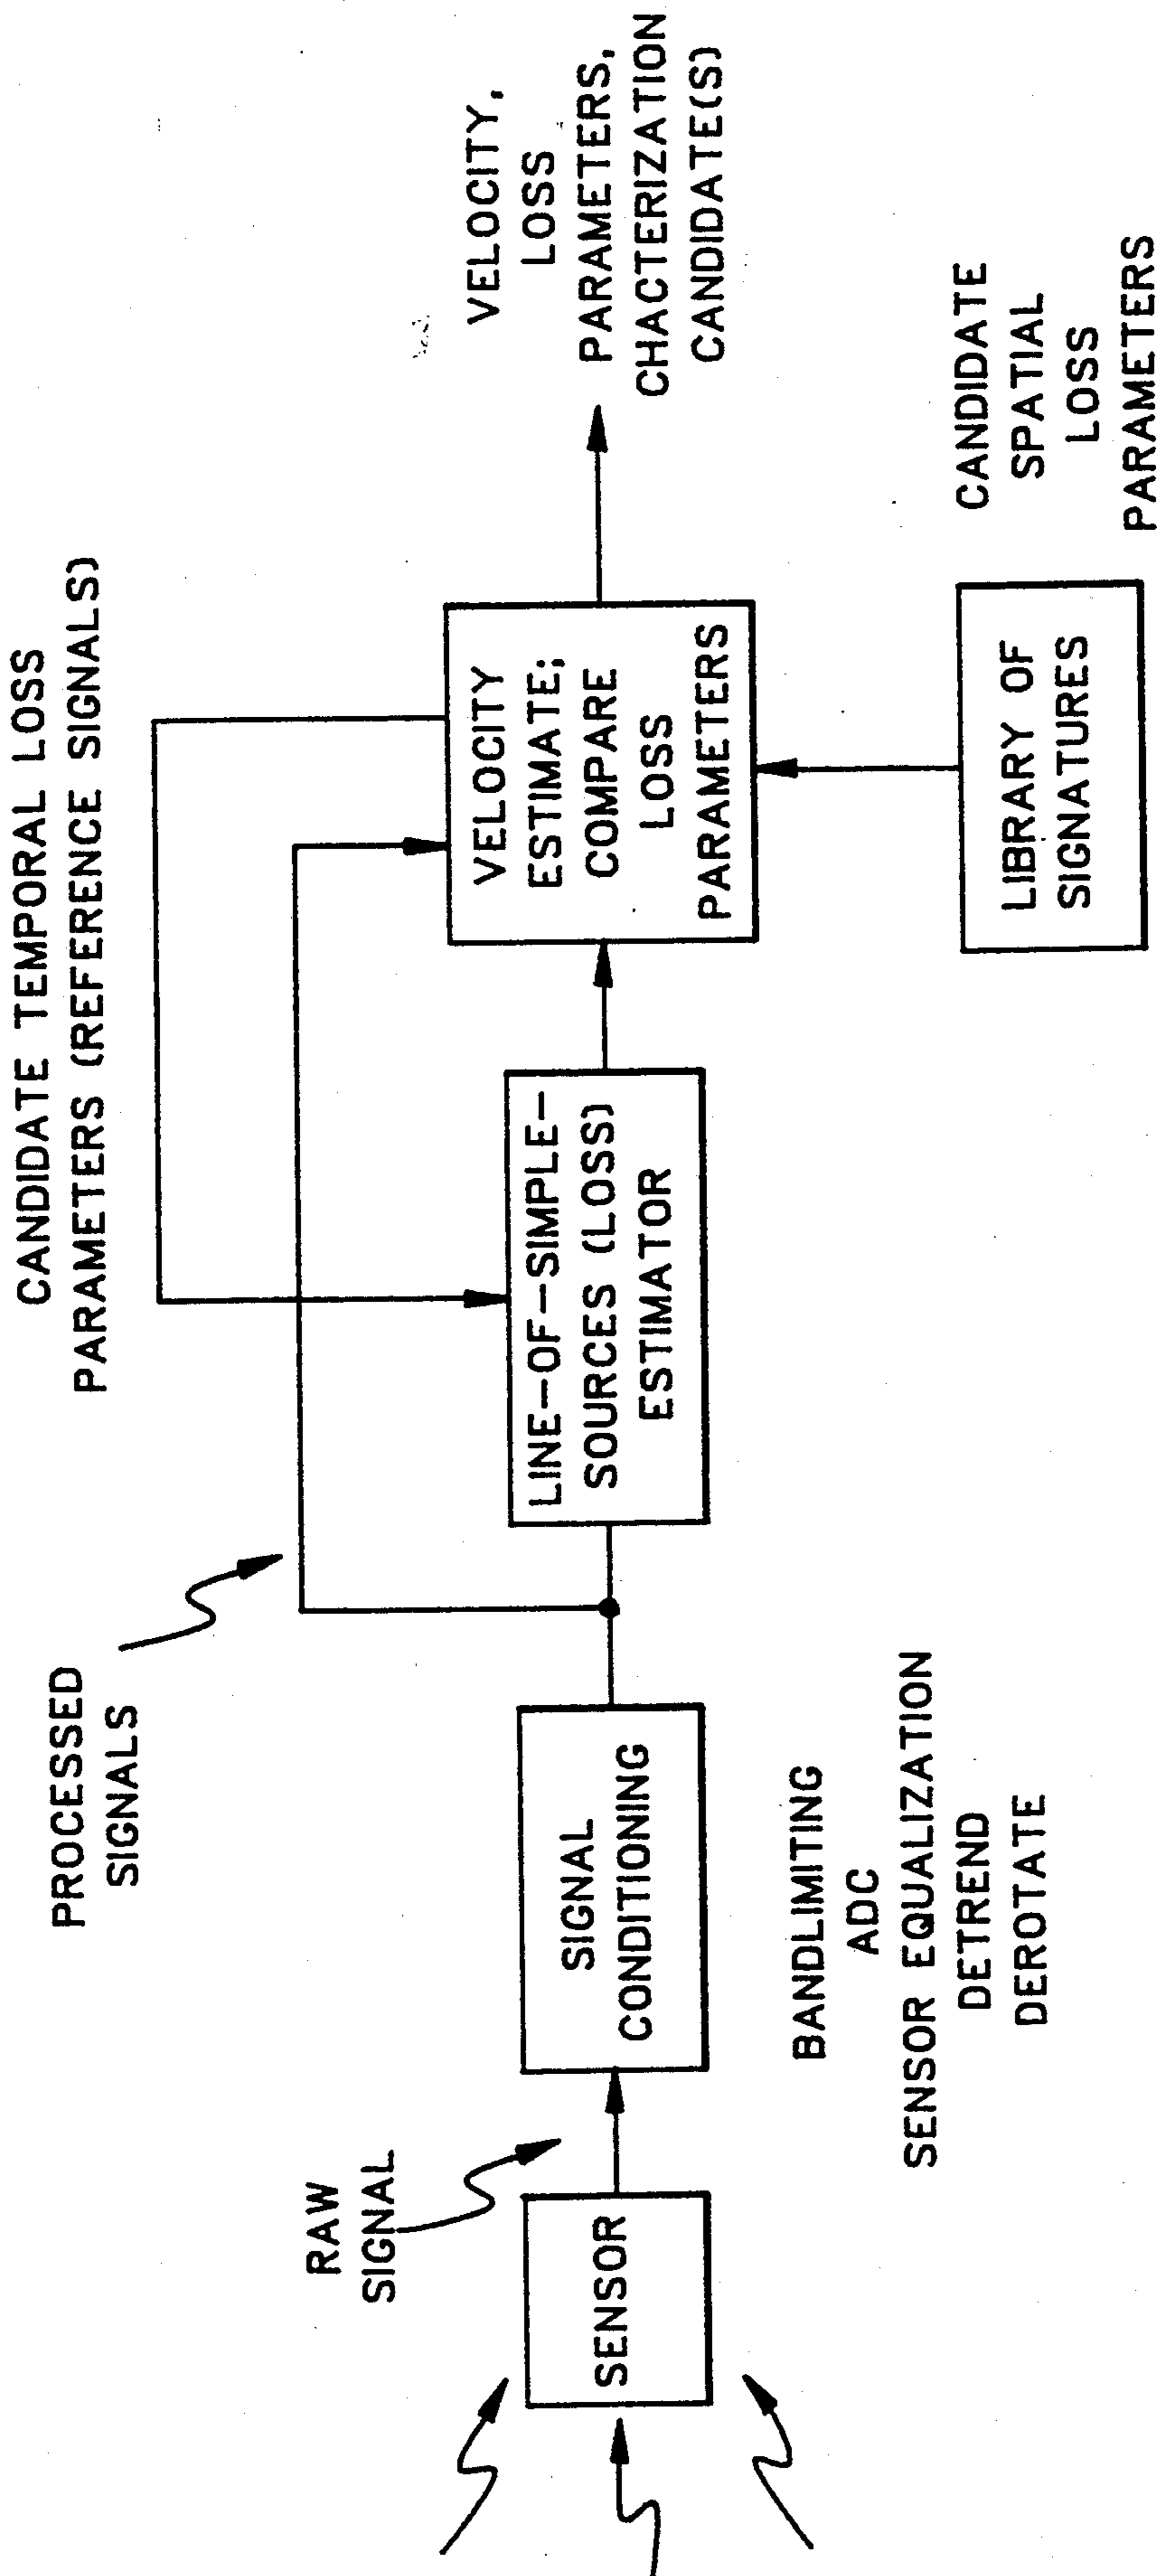 CANDIDATE TEMPORAL LOSS
PARAMETERS (REFERENCE SIGNALS)
PROCESSED
SIGNALS
RAW
SIGNAL
SENSOR
SIGNAL
CONDITIONING
BANDLIMITING
ADC
SENSOR EQUALIZATION
DETREND
DEROTATE
LINE-OF-SIMPLE-
SOURCES (LOSS)
ESTIMATOR
VELOCITY
ESTIMATE;
COMPARE
LOSS
PARAMETERS
VELOCITY,
LOSS
PARAMETERS,
CHACTERIZATION
CANDIDATE(S)
LIBRARY OF
SIGNATURES
CANDIDATE
SPATIAL
LOSS
PARAMETERS